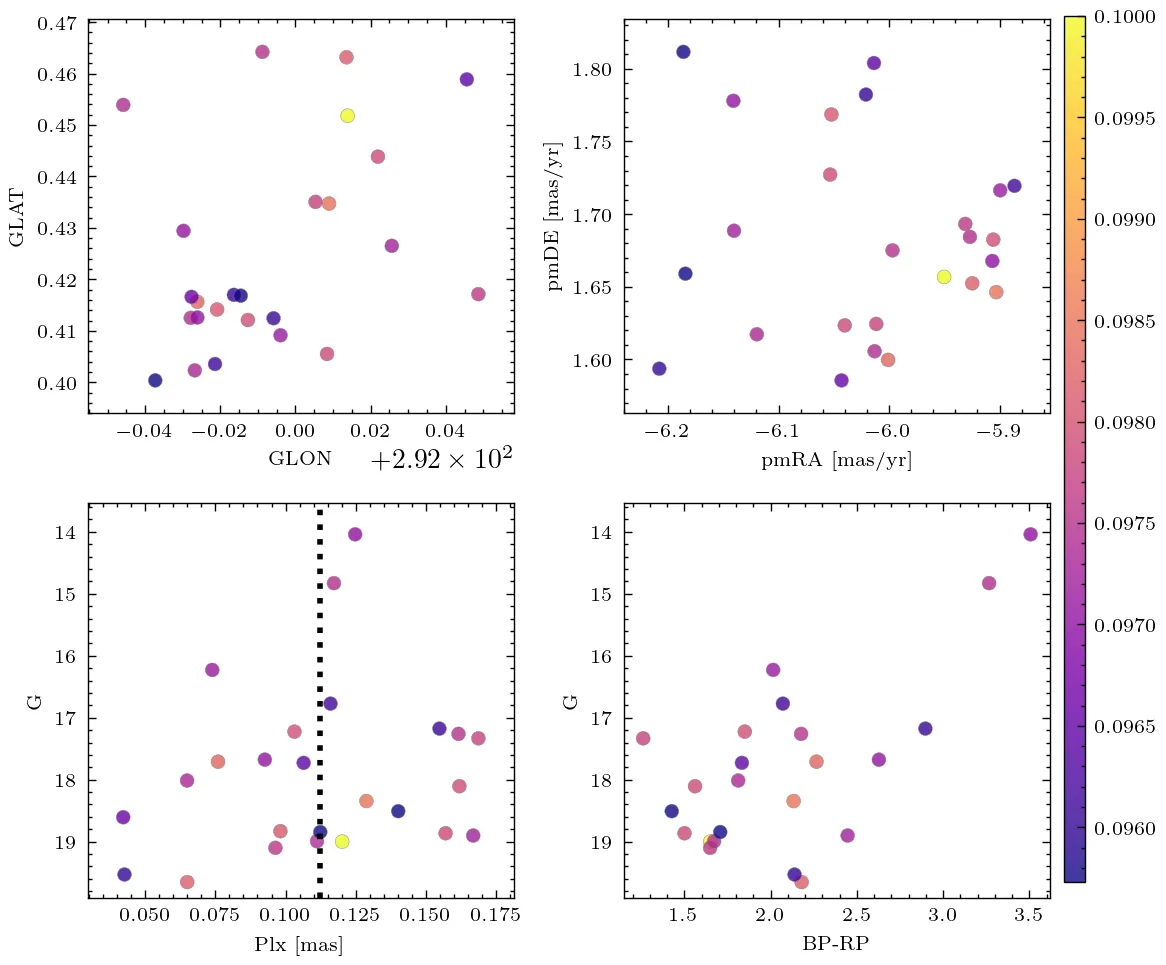 0.47
0.46
0.45
0.44
0.43
0.42
0.41
0.40
GLAT
−0.04 −0.02 0.00 0.02 0.04
GLON +2.92 × 10²
1.80
1.75
1.70
1.65
1.60
pmDE [mas/yr]
−6.2 −6.1 −6.0 −5.9
pmRA [mas/yr]
0.1000
0.0995
0.0990
0.0985
0.0980
0.0975
0.0970
0.0965
0.0960
14
15
16
17
18
19
G
0.050 0.075 0.100 0.125 0.150 0.175
Plx [mas]
14
15
16
17
18
19
G
1.5 2.0 2.5 3.0 3.5
BP-RP